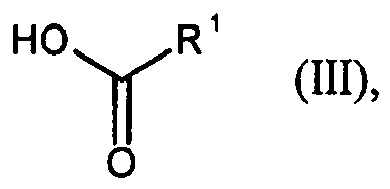 HO R¹ (III),
O